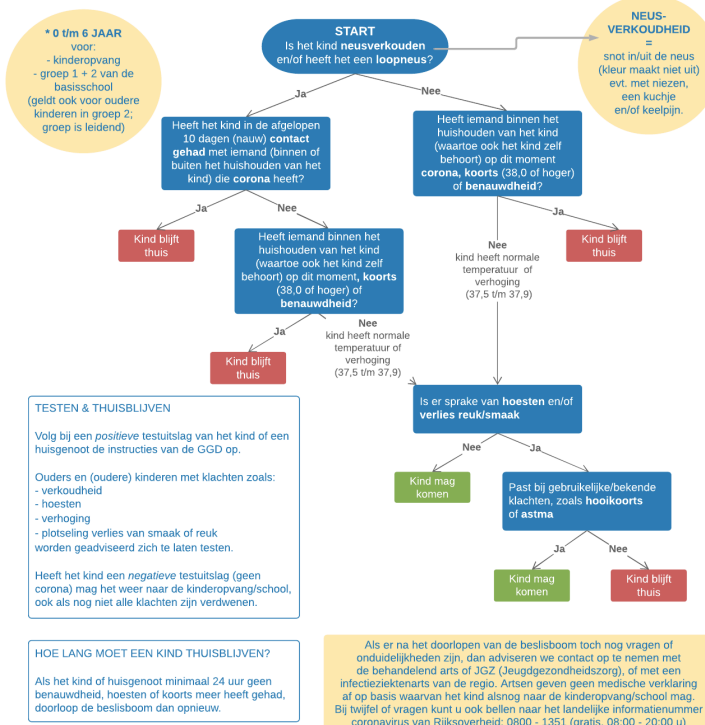 * 0 t/m 6 JAAR
voor:
- kinderopvang
- groep 1 + 2 van de
basisschool
(geldt ook voor oudere
kinderen in groep 2;
groep is leidend)
START
Is het kind neusverkouden
en/of heeft het een loopneus?
NEUS-
VERKOUDHEID
=
snot in/uit de neus
(kleur maakt niet uit)
evt. met niezen,
een kuchje
en/of keelpijn.
Ja
Nee
Heeft het kind in de afgelopen
10 dagen (nauw) contact
gehad met iemand (binnen of
buiten het huishouden van het
kind) die corona heeft?
Heeft iemand binnen het
huishouden van het kind
(waartoe ook het kind zelf
behoort) op dit moment
corona, koorts (38,0 of hoger)
of benauwdheid?
Ja
Nee
Ja
Kind blijft
thuis
Heeft iemand binnen het
huishouden van het kind
(waartoe ook het kind zelf
behoort) op dit moment, koorts
(38,0 of hoger) of
benauwdheid?
Nee
kind heeft normale
temperatuur of
verhoging
(37,5 t/m 37,9)
Kind blijft
thuis
Ja
Nee
kind heeft normale
temperatuur of
verhoging
(37,5 t/m 37,9)
Kind blijft
thuis
Is er sprake van hoesten en/of
verlies reuk/smaak
Nee
Ja
Kind mag
komen
Past bij gebruikelijke/bekende
klachten, zoals hooikoorts
of astma
Ja
Nee
Kind mag
komen
Kind blijft
thuis
TESTEN & THUISBLIJVEN
Volg bij een positieve testuitslag van het kind of een
huisgenoot de instructies van de GGD op.
Ouders en (oudere) kinderen met klachten zoals:
- verkoudheid
- hoesten
- verhoging
- plotseling verlies van smaak of reuk
worden geadviseerd zich te laten testen.
Heeft het kind een negatieve testuitslag (geen
corona) mag het weer naar de kinderopvang/school,
ook als nog niet alle klachten zijn verdwenen.
HOE LANG MOET EEN KIND THUISBLIJVEN?
Als het kind of huisgenoot minimaal 24 uur geen
benauwdheid, hoesten of koorts meer heeft gehad,
doorloop de beslisboom dan opnieuw.
Als er na het doorlopen van de beslisboom toch nog vragen of
onduidelijkheden zijn, dan adviseren we contact op te nemen met
de behandelend arts of JGZ (Jeugdgezondheidszorg), of met een
infectieziektenarts van de regio. Artsen geven geen medische verklaring
af op basis waarvan het kind alsnog naar de kinderopvang/school mag.
Bij twijfel of vragen kunt u ook bellen naar het landelijke informatienummer
coronavirus van Rijksoverheid: 0800 - 1351 (gratis, 08:00 - 20:00 u)